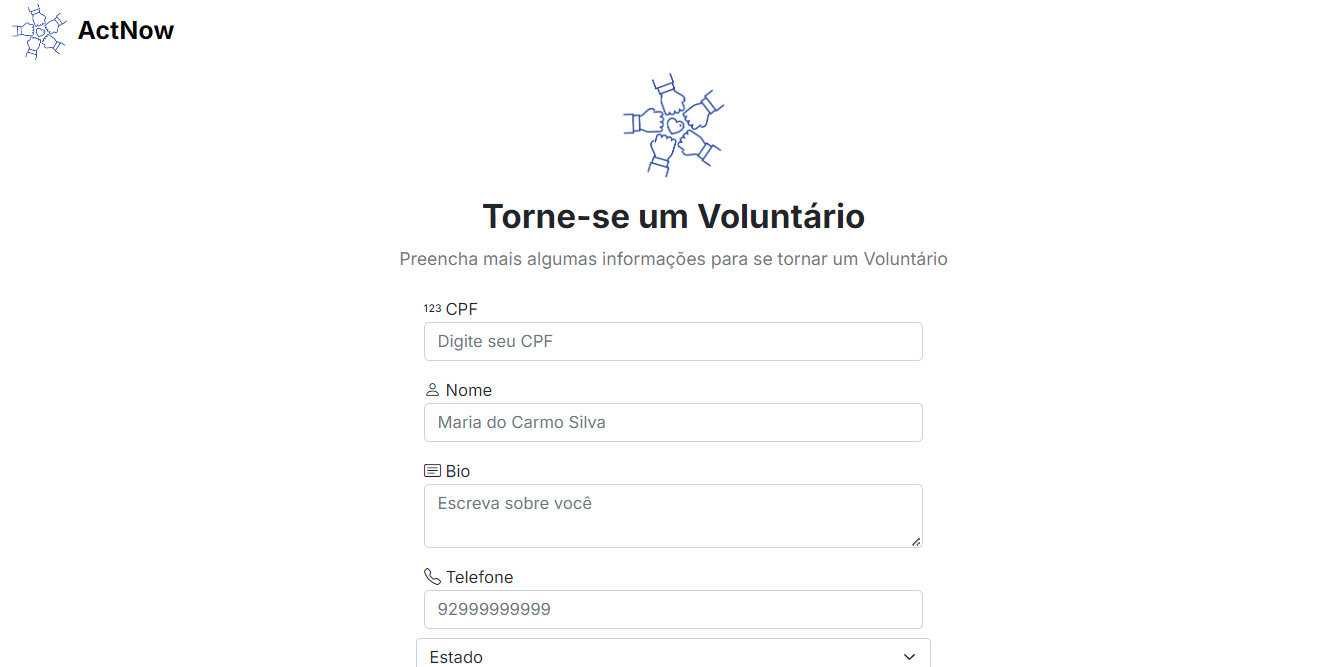 ActNow
Torne-se um Voluntário
Preencha mais algumas informações para se tornar um Voluntário
123 CPF
Digite seu CPF
Nome
Maria do Carmo Silva
Bio
Escreva sobre você
Telefone
92999999999
Estado